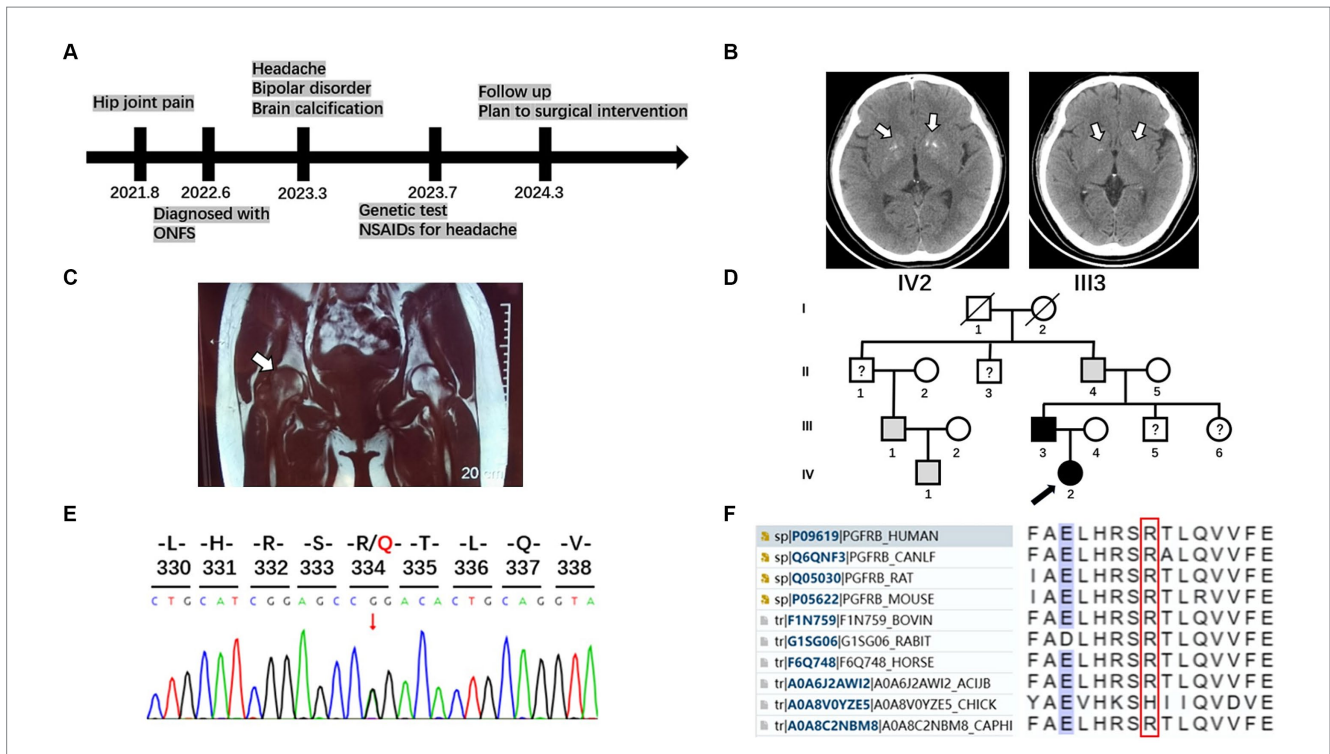 A
Hip joint pain
Headache
Bipolar disorder
Brain calcification
Follow up
Plan to surgical intervention
2021.8
2022.6
2023.3
2023.7
2024.3
Diagnosed with
ONFS
Genetic test
NSAIDs for headache
B
IV2
III3
C
20 cm
D
I
1
2
II
?
?
1
2
3
4
5
III
?
?
1
2
3
4
5
6
IV
1
2
E
-L- -H- -R- -S- -R/Q- -T- -L- -Q- -V-
330 331 332 333 334 335 336 337 338
C T G C A T C G G A G C C G G A C A C T G C A G G T A
F
sp|P09619|PGFRB_HUMAN FAELHRSRTLQVVFE
sp|Q6QNF3|PGFRB_CANLF FAELHRSRALQVVFE
sp|Q05030|PGFRB_RAT IAELHRSRTLQVVFE
sp|P05622|PGFRB_MOUSE IAELHRSRTLRVVFE
tr|F1N759|F1N759_BOVIN FAELHRSRTLQVVFE
tr|G1SG06|G1SG06_RABIT FADLHRSRTLQVVFE
tr|F6Q748|F6Q748_HORSE FAELHRSRTLQVVFE
tr|A0A6J2AWI2|A0A6J2AWI2_ACIJB FAELHRSRTLQVVFE
tr|A0A8V0YZE5|A0A8V0YZE5_CHICK YAEVHKSHIIQVDVE
tr|A0A8C2NBM8|A0A8C2NBM8_CAPHI FAELHRSRTLQVVFE